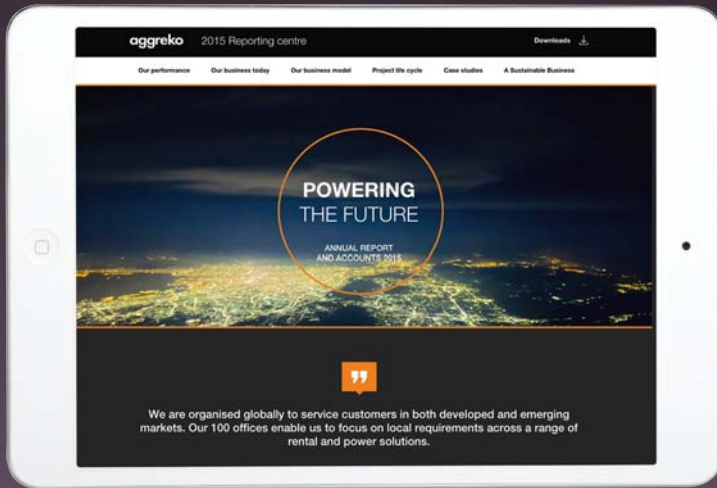 aggreko 2015 Reporting centre Downloads
Our performance Our business today Our business model Project life cycle Case studies A Sustainable Business
POWERING
THE FUTURE
ANNUAL REPORT
AND ACCOUNTS 2015
We are organised globally to service customers in both developed and emerging
markets. Our 100 offices enable us to focus on local requirements across a range of
rental and power solutions.